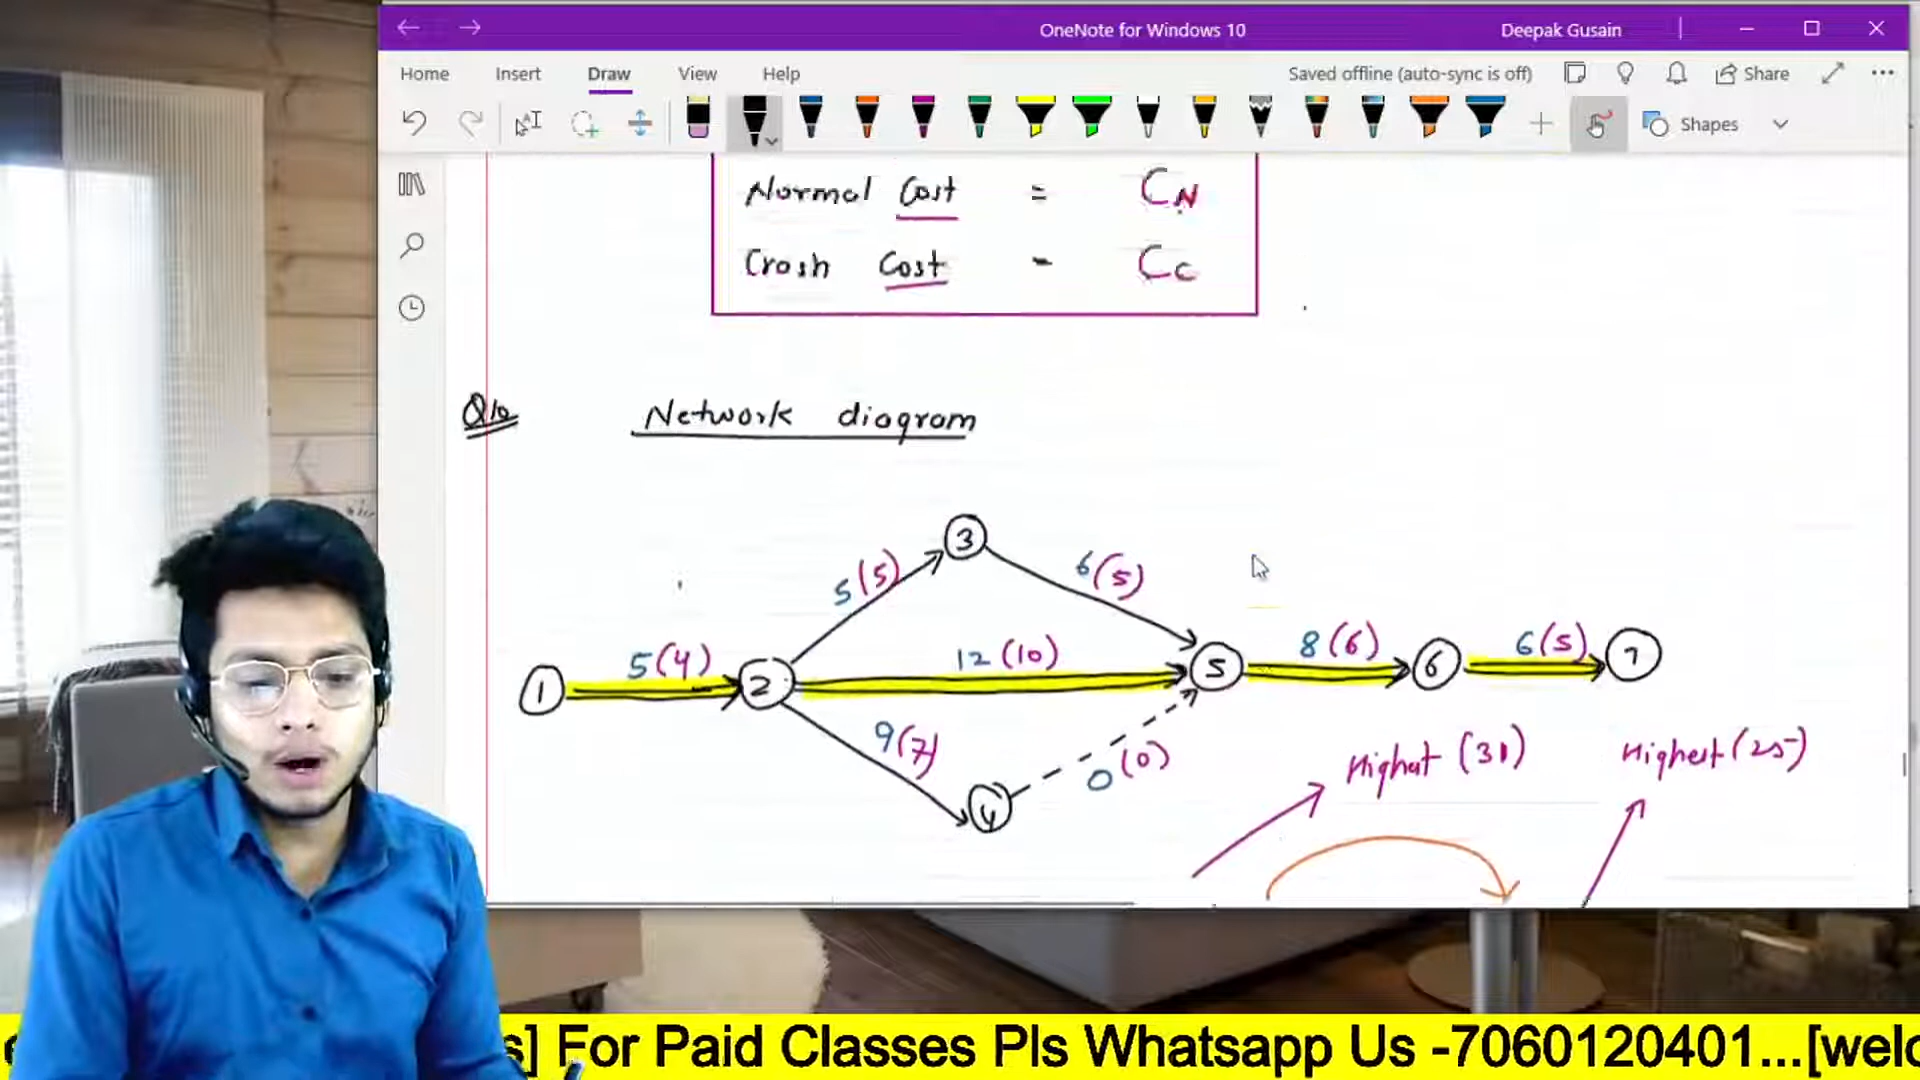 OneNote for Windows 10
Deepak Gusain
Home Insert Draw View Help
Saved offline (auto-sync is off)
Share
Shapes
Normal Cost = CN
Crash Cost - Cc
Q1a Network diagram
3
5(5)
6(5)
5(4)
12(10)
8(6)
6(5)
1
2
5
6
7
9(7)
0(0)
4
Highest (31)
Highest (25)
s] For Paid Classes Pls Whatsapp Us -7060120401...[welc